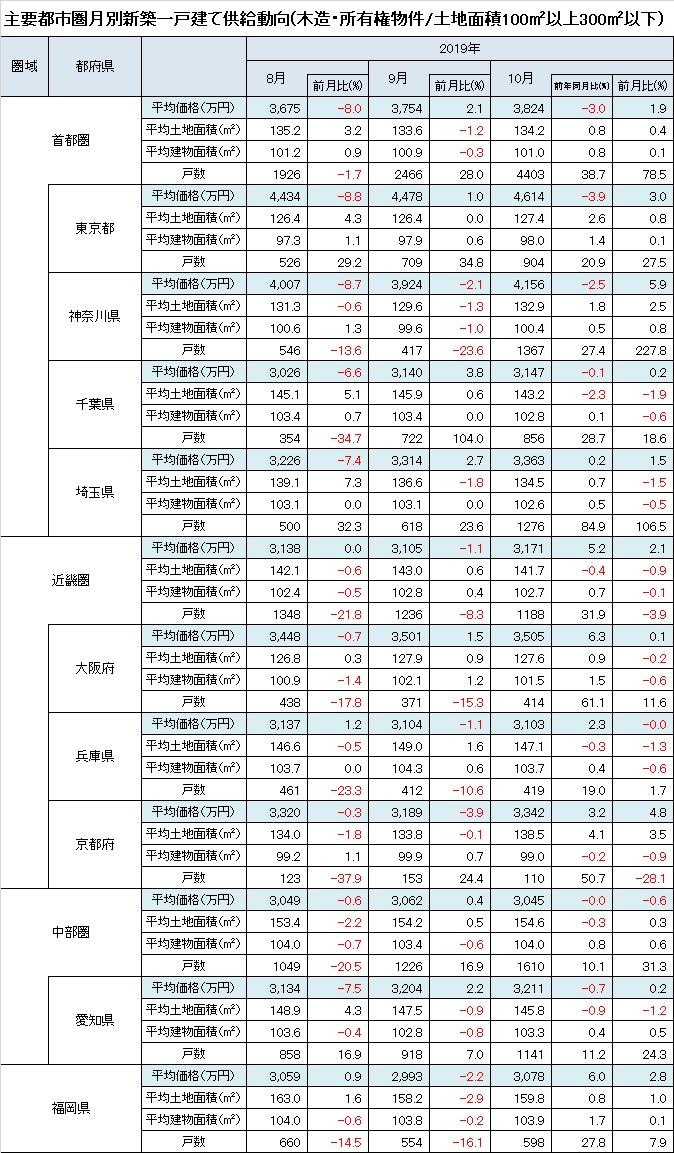 主要都市圏月別新築一戸建て供給動向(木造・所有権物件/土地面積100㎡以上300㎡以下)
圏域 都府県 2019年
8月 前月比(%) 9月 前月比(%) 10月 前年同月比(%) 前月比(%)
首都圏
平均価格(万円) 3,675 -8.0 3,754 2.1 3,824 -3.0 1.9
平均土地面積(㎡) 135.2 3.2 133.6 -1.2 134.2 0.8 0.4
平均建物面積(㎡) 101.2 0.9 100.9 -0.3 101.0 0.8 0.1
戸数 1926 -1.7 2466 28.0 4403 38.7 78.5
東京都
平均価格(万円) 4,434 -8.8 4,478 1.0 4,614 -3.9 3.0
平均土地面積(㎡) 126.4 4.3 126.4 0.0 127.4 2.6 0.8
平均建物面積(㎡) 97.3 1.1 97.9 0.6 98.0 1.4 0.1
戸数 526 29.2 709 34.8 904 20.9 27.5
神奈川県
平均価格(万円) 4,007 -8.7 3,924 -2.1 4,156 -2.5 5.9
平均土地面積(㎡) 131.3 -0.6 129.6 -1.3 132.9 1.8 2.5
平均建物面積(㎡) 100.6 1.3 99.6 -1.0 100.4 0.5 0.8
戸数 546 -13.6 417 -23.6 1367 27.4 227.8
千葉県
平均価格(万円) 3,026 -6.6 3,140 3.8 3,147 -0.1 0.2
平均土地面積(㎡) 145.1 5.1 145.9 0.6 143.2 -2.3 -1.9
平均建物面積(㎡) 103.4 0.7 103.4 0.0 102.8 0.1 -0.6
戸数 354 -34.7 722 104.0 856 28.7 18.6
埼玉県
平均価格(万円) 3,226 -7.4 3,314 2.7 3,363 0.2 1.5
平均土地面積(㎡) 139.1 7.3 136.6 -1.8 134.5 0.7 -1.5
平均建物面積(㎡) 103.1 0.0 103.1 0.0 102.6 0.5 -0.5
戸数 500 32.3 618 23.6 1276 84.9 106.5
近畿圏
平均価格(万円) 3,138 0.0 3,105 -1.1 3,171 5.2 2.1
平均土地面積(㎡) 142.1 -0.6 143.0 0.6 141.7 -0.4 -0.9
平均建物面積(㎡) 102.4 -0.5 102.8 0.4 102.7 0.7 -0.1
戸数 1348 -21.8 1236 -8.3 1188 31.9 -3.9
大阪府
平均価格(万円) 3,448 -0.7 3,501 1.5 3,505 6.3 0.1
平均土地面積(㎡) 126.8 0.3 127.9 0.9 127.6 0.9 -0.2
平均建物面積(㎡) 100.9 -1.4 102.1 1.2 101.5 1.5 -0.6
戸数 438 -17.8 371 -15.3 414 61.1 11.6
兵庫県
平均価格(万円) 3,137 1.2 3,104 -1.1 3,103 2.3 -0.0
平均土地面積(㎡) 146.6 -0.5 149.0 1.6 147.1 -0.3 -1.3
平均建物面積(㎡) 103.7 0.0 104.3 0.6 103.7 0.4 -0.6
戸数 461 -23.3 412 -10.6 419 19.0 1.7
京都府
平均価格(万円) 3,320 -0.3 3,189 -3.9 3,342 3.2 4.8
平均土地面積(㎡) 134.0 -1.8 133.8 -0.1 138.5 4.1 3.5
平均建物面積(㎡) 99.2 1.1 99.9 0.7 99.0 -0.2 -0.9
戸数 123 -37.9 153 24.4 110 50.7 -28.1
中部圏
平均価格(万円) 3,049 -0.6 3,062 0.4 3,045 -0.0 -0.6
平均土地面積(㎡) 153.4 -2.2 154.2 0.5 154.6 -0.3 0.3
平均建物面積(㎡) 104.0 -0.7 103.4 -0.6 104.0 0.8 0.6
戸数 1049 -20.5 1226 16.9 1610 10.1 31.3
愛知県
平均価格(万円) 3,134 -7.5 3,204 2.2 3,211 -0.7 0.2
平均土地面積(㎡) 148.9 4.3 147.5 -0.9 145.8 -0.9 -1.2
平均建物面積(㎡) 103.6 -0.4 102.8 -0.8 103.3 0.4 0.5
戸数 858 16.9 918 7.0 1141 11.2 24.3
福岡県
平均価格(万円) 3,059 0.9 2,993 -2.2 3,078 6.0 2.8
平均土地面積(㎡) 163.0 1.6 158.2 -2.9 159.8 0.8 1.0
平均建物面積(㎡) 104.0 -0.6 103.8 -0.2 103.9 1.7 0.1
戸数 660 -14.5 554 -16.1 598 27.8 7.9